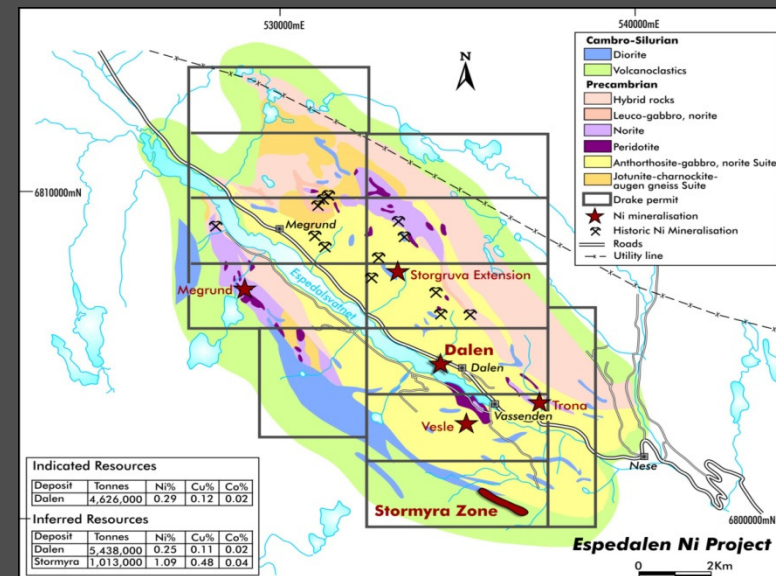 530000mE
540000mE
N
Cambro-Silurian
Diorite
Volcanoclastics
Precambrian
Hybrid rocks
Leuco-gabbro, norite
Norite
Peridotite
Anthorthosite-gabbro, norite Suite
Jotunite-charnockite-
augen gneiss Suite
Drake permit
Ni mineralisation
Historic Ni Mineralisation
Roads
Utility line
6810000mN
Megrund
Espedalsvatnet
Storgruva Extension
Megrund
Dalen
Dalen
Trona
Vassenden
Vesle
Nese
Stormyra Zone
6800000mN
Indicated Resources
Deposit Tonnes Ni% Cu% Co%
Dalen 4,626,000 0.29 0.12 0.02
Inferred Resources
Deposit Tonnes Ni% Cu% Co%
Dalen 5,438,000 0.25 0.11 0.02
Stormyra 1,013,000 1.09 0.48 0.04
Espedalen Ni Project
0 2Km